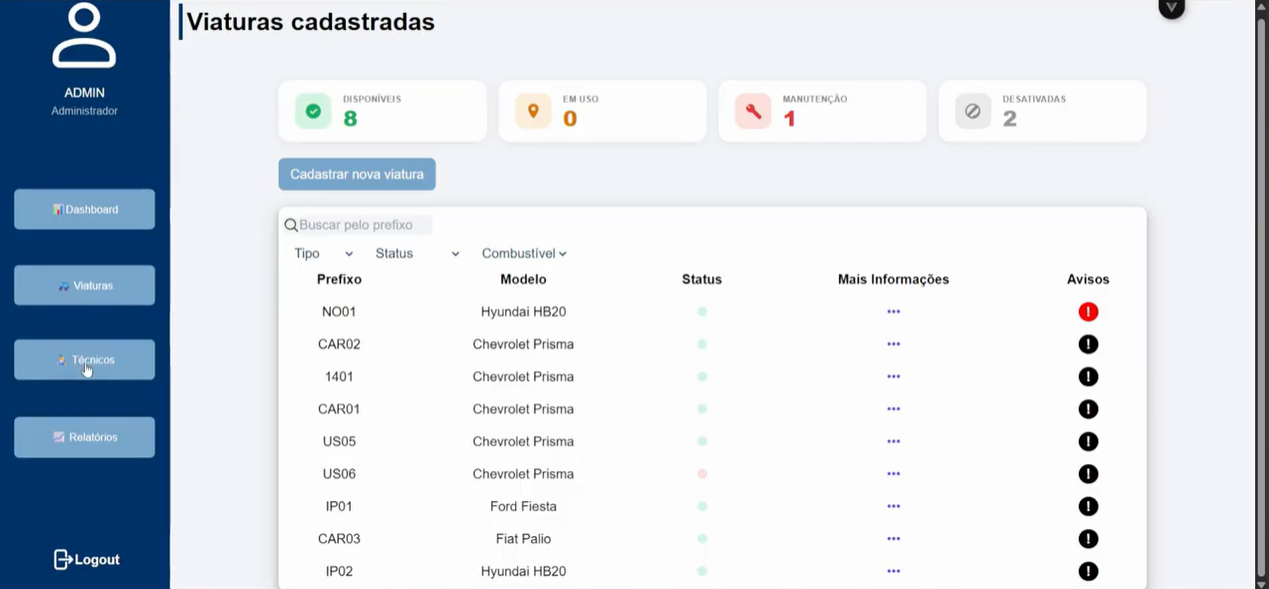 ADMIN
Administrador
Dashboard
Viaturas
Técnicos
Relatórios
Logout
Viaturas cadastradas
DISPONÍVEIS
8
EM USO
0
MANUTENÇÃO
1
DESATIVADAS
2
Cadastrar nova viatura
Buscar pelo prefixo
Tipo Status Combustível
Prefixo Modelo Status Mais Informações Avisos
NO01 Hyundai HB20 ••• !
CAR02 Chevrolet Prisma ••• !
1401 Chevrolet Prisma ••• !
CAR01 Chevrolet Prisma ••• !
US05 Chevrolet Prisma ••• !
US06 Chevrolet Prisma ••• !
IP01 Ford Fiesta ••• !
CAR03 Fiat Palio ••• !
IP02 Hyundai HB20 ••• !